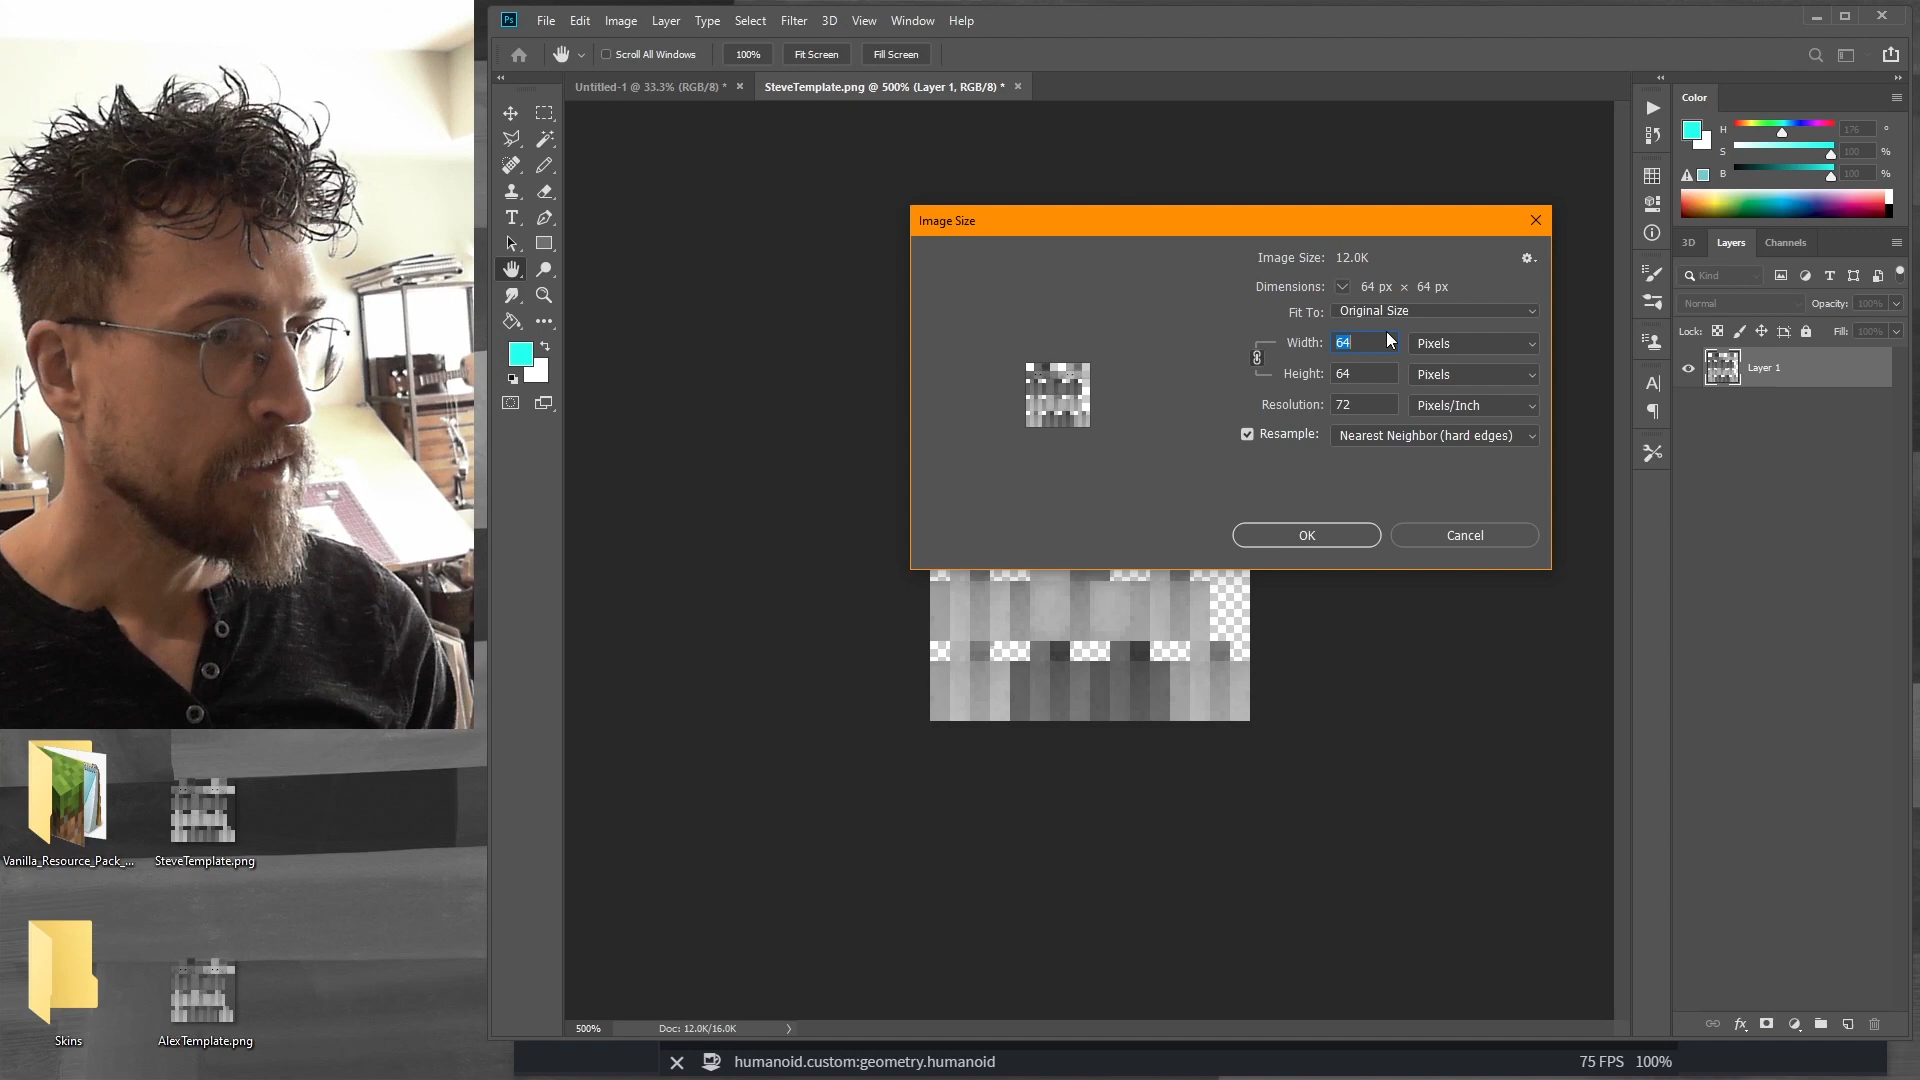 Ps File Edit Image Layer Type Select Filter 3D View Window Help
Scroll All Windows 100% Fit Screen Fill Screen
Untitled-1 @ 33.3% (RGB/8) * × SteveTemplate.png @ 500% (Layer 1, RGB/8) * ×
Color
H 176 °
S 100 %
B 100 %
3D Layers Channels
Kind
Normal Opacity: 100%
Lock: Fill: 100%
Layer 1
Image Size
Image Size: 12.0K
Dimensions: 64 px × 64 px
Fit To: Original Size
Width: 64 Pixels
Height: 64 Pixels
Resolution: 72 Pixels/Inch
Resample: Nearest Neighbor (hard edges)
OK Cancel
Vanilla_Resource_Pack_... SteveTemplate.png
Skins AlexTemplate.png
500% Doc: 12.0K/16.0K
humanoid.custom:geometry.humanoid 75 FPS 100%